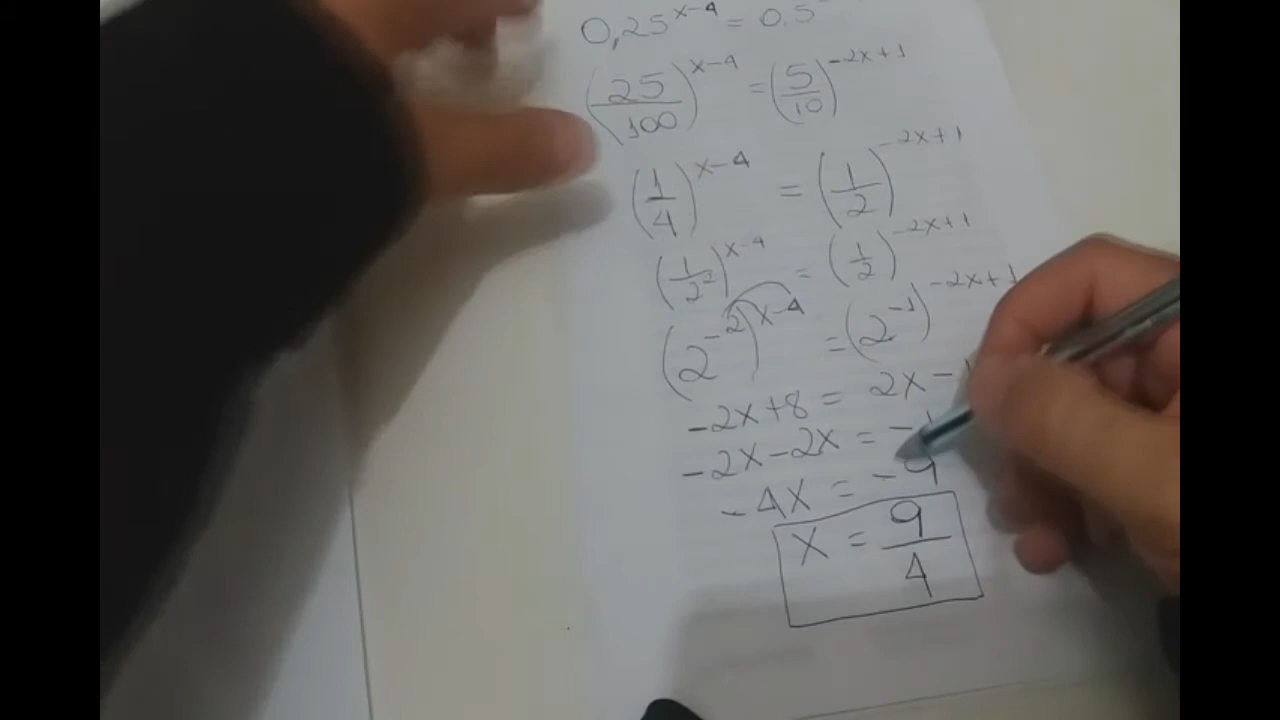 0,25^{x-4} = 0.5
(25/100)^{x-4} = (5/10)^{-2x+1}
(1/4)^{x-4} = (1/2)^{-2x+1}
(1/2²)^{x-4} = (1/2)^{-2x+1}
(2^{-2})^{x-4} = (2^{-1})^{-2x+1}
-2x+8 = 2x-
-2x-2x = -
-4x = -9
x = 9/4